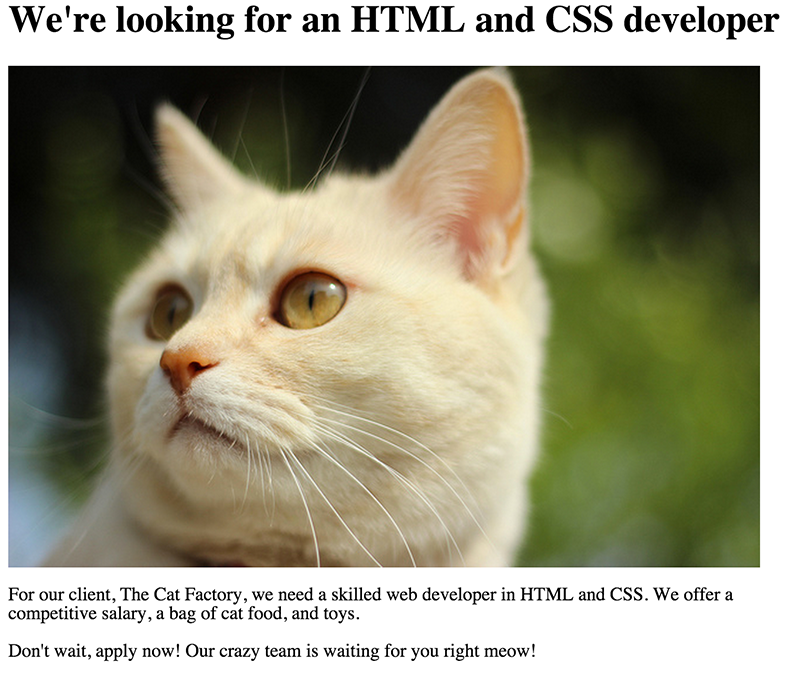 We're looking for an HTML and CSS developer
For our client, The Cat Factory, we need a skilled web developer in HTML and CSS. We offer a
competitive salary, a bag of cat food, and toys.
Don't wait, apply now! Our crazy team is waiting for you right meow!